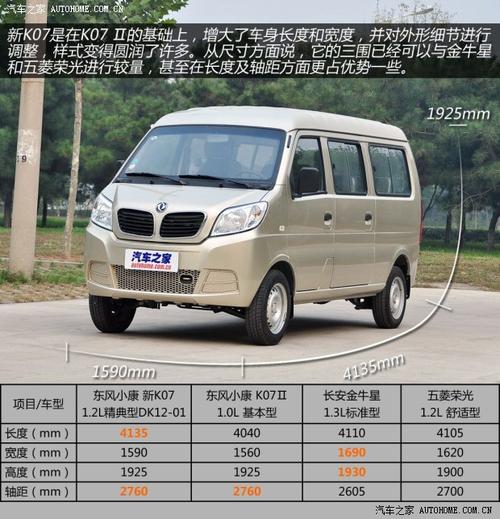 汽车之家
AUTOHOME.COM.CN
新K07是在K07 Ⅱ的基础上，增大了车身长度和宽度，并对外形细节进行
调整，样式变得圆润了许多。从尺寸方面说，它的三围已经可以与金牛星
和五菱荣光进行较量，甚至在长度及轴距方面更占优势一些。
1925mm
汽车之家
autohome.com.cn
1590mm
4135mm
项目/车型 东风小康 新K07 1.2L精典型DK12-01 东风小康 K07Ⅱ 1.0L 基本型 长安金牛星 1.3L标准型 五菱荣光 1.2L 舒适型
长度（mm） 4135 4040 4110 4105
宽度（mm） 1590 1560 1690 1620
高度（mm） 1925 1925 1930 1900
轴距（mm） 2760 2760 2605 2700
汽车之家
AUTOHOME.COM.CN